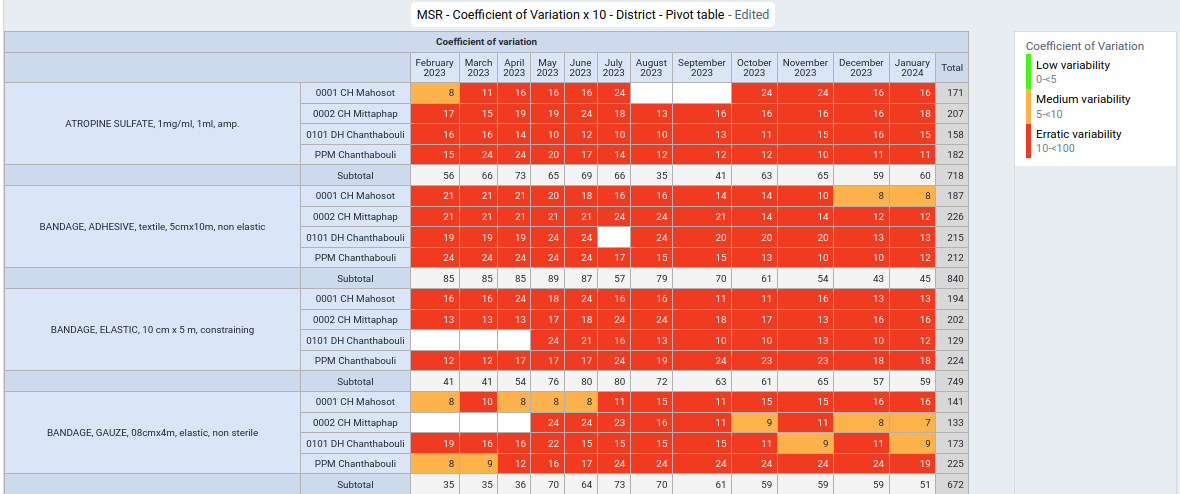 MSR - Coefficient of Variation x 10 - District - Pivot table - Edited
Coefficient of variation
February 2023 March 2023 April 2023 May 2023 June 2023 July 2023 August 2023 September 2023 October 2023 November 2023 December 2023 January 2024 Total
ATROPINE SULFATE, 1mg/ml, 1ml, amp.
0001 CH Mahosot 8 11 16 16 16 24 24 24 16 16 171
0002 CH Mittaphap 17 15 19 19 24 18 13 16 16 16 16 18 207
0101 DH Chanthabouli 16 16 14 10 12 10 10 13 11 15 16 15 158
PPM Chanthabouli 15 24 24 20 17 14 12 12 12 10 11 11 182
Subtotal 56 66 73 65 69 66 35 41 63 65 59 60 718
BANDAGE, ADHESIVE, textile, 5cmx10m, non elastic
0001 CH Mahosot 21 21 21 20 18 16 16 14 14 10 8 8 187
0002 CH Mittaphap 21 21 21 21 21 24 24 21 14 14 12 12 226
0101 DH Chanthabouli 19 19 19 24 24 24 20 20 20 13 13 215
PPM Chanthabouli 24 24 24 24 24 17 15 15 13 10 10 12 212
Subtotal 85 85 85 89 87 57 79 70 61 54 43 45 840
BANDAGE, ELASTIC, 10 cm x 5 m, constraining
0001 CH Mahosot 16 16 24 18 24 16 16 11 11 16 13 13 194
0002 CH Mittaphap 13 13 13 17 18 24 24 18 17 13 16 16 202
0101 DH Chanthabouli 24 21 16 13 10 10 13 10 12 129
PPM Chanthabouli 12 12 17 17 17 24 19 24 23 23 18 18 224
Subtotal 41 41 54 76 80 80 72 63 61 65 57 59 749
BANDAGE, GAUZE, 08cmx4m, elastic, non sterile
0001 CH Mahosot 8 10 8 8 8 11 15 11 15 15 16 16 141
0002 CH Mittaphap 24 24 23 16 11 9 11 8 7 133
0101 DH Chanthabouli 19 16 16 22 15 15 15 15 11 9 11 9 173
PPM Chanthabouli 8 9 12 16 17 24 24 24 24 24 24 19 225
Subtotal 35 35 36 70 64 73 70 61 59 59 59 51 672
Coefficient of Variation
Low variability
0-<5
Medium variability
5-<10
Erratic variability
10-<100